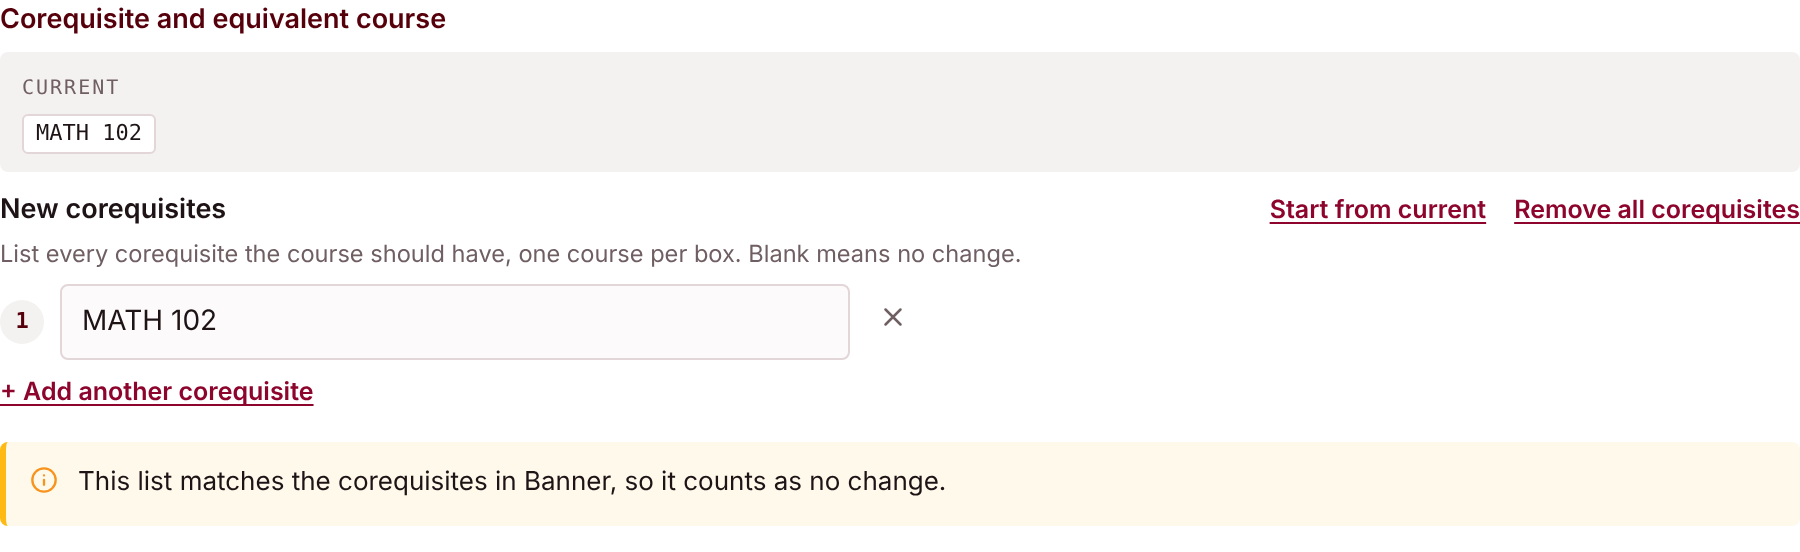 Corequisite and equivalent course
CURRENT
MATH 102
New corequisites
Start from current
Remove all corequisites
List every corequisite the course should have, one course per box. Blank means no change.
1
MATH 102
+ Add another corequisite
This list matches the corequisites in Banner, so it counts as no change.